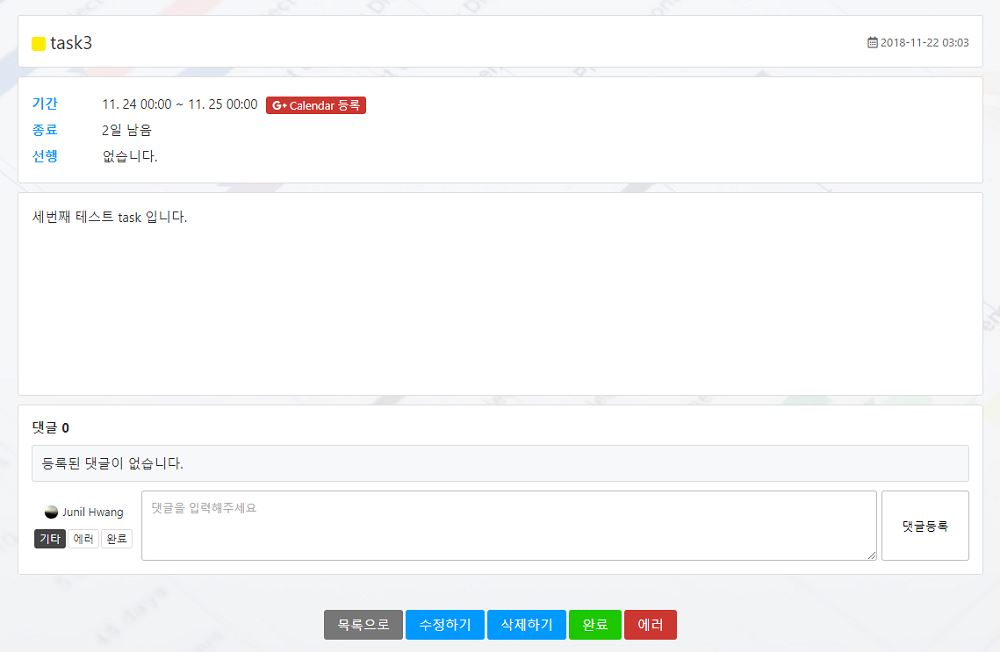 task3
2018-11-22 03:03
기간 11. 24 00:00 ~ 11. 25 00:00 G+ Calendar 등록
종료 2일 남음
선행 없습니다.
세번째 테스트 task 입니다.
댓글 0
등록된 댓글이 없습니다.
Junil Hwang
기타 에러 완료
댓글을 입력해주세요
댓글등록
목록으로 수정하기 삭제하기 완료 에러